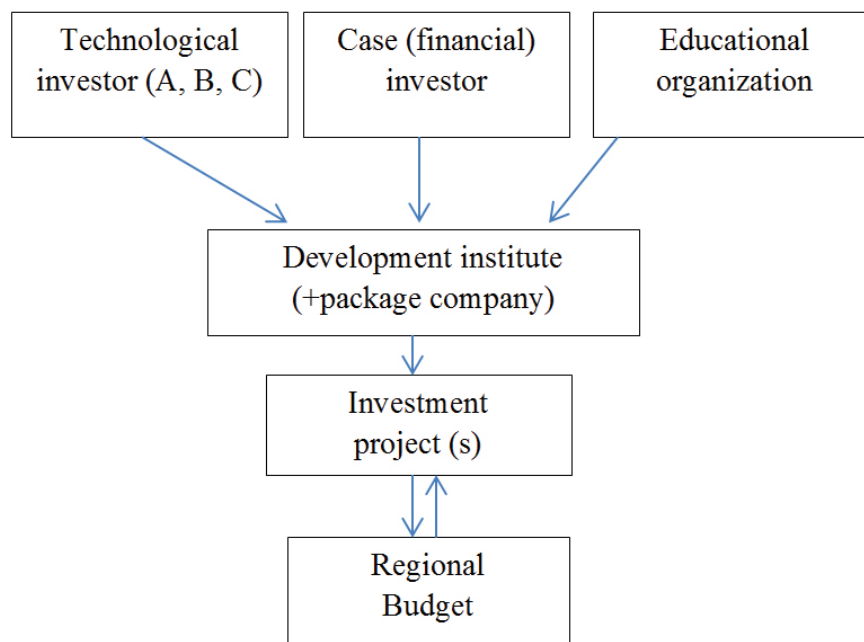 Technological
investor (A, B, C)
Case (financial)
investor
Educational
organization
Development institute
(+package company)
Investment
project (s)
Regional
Budget